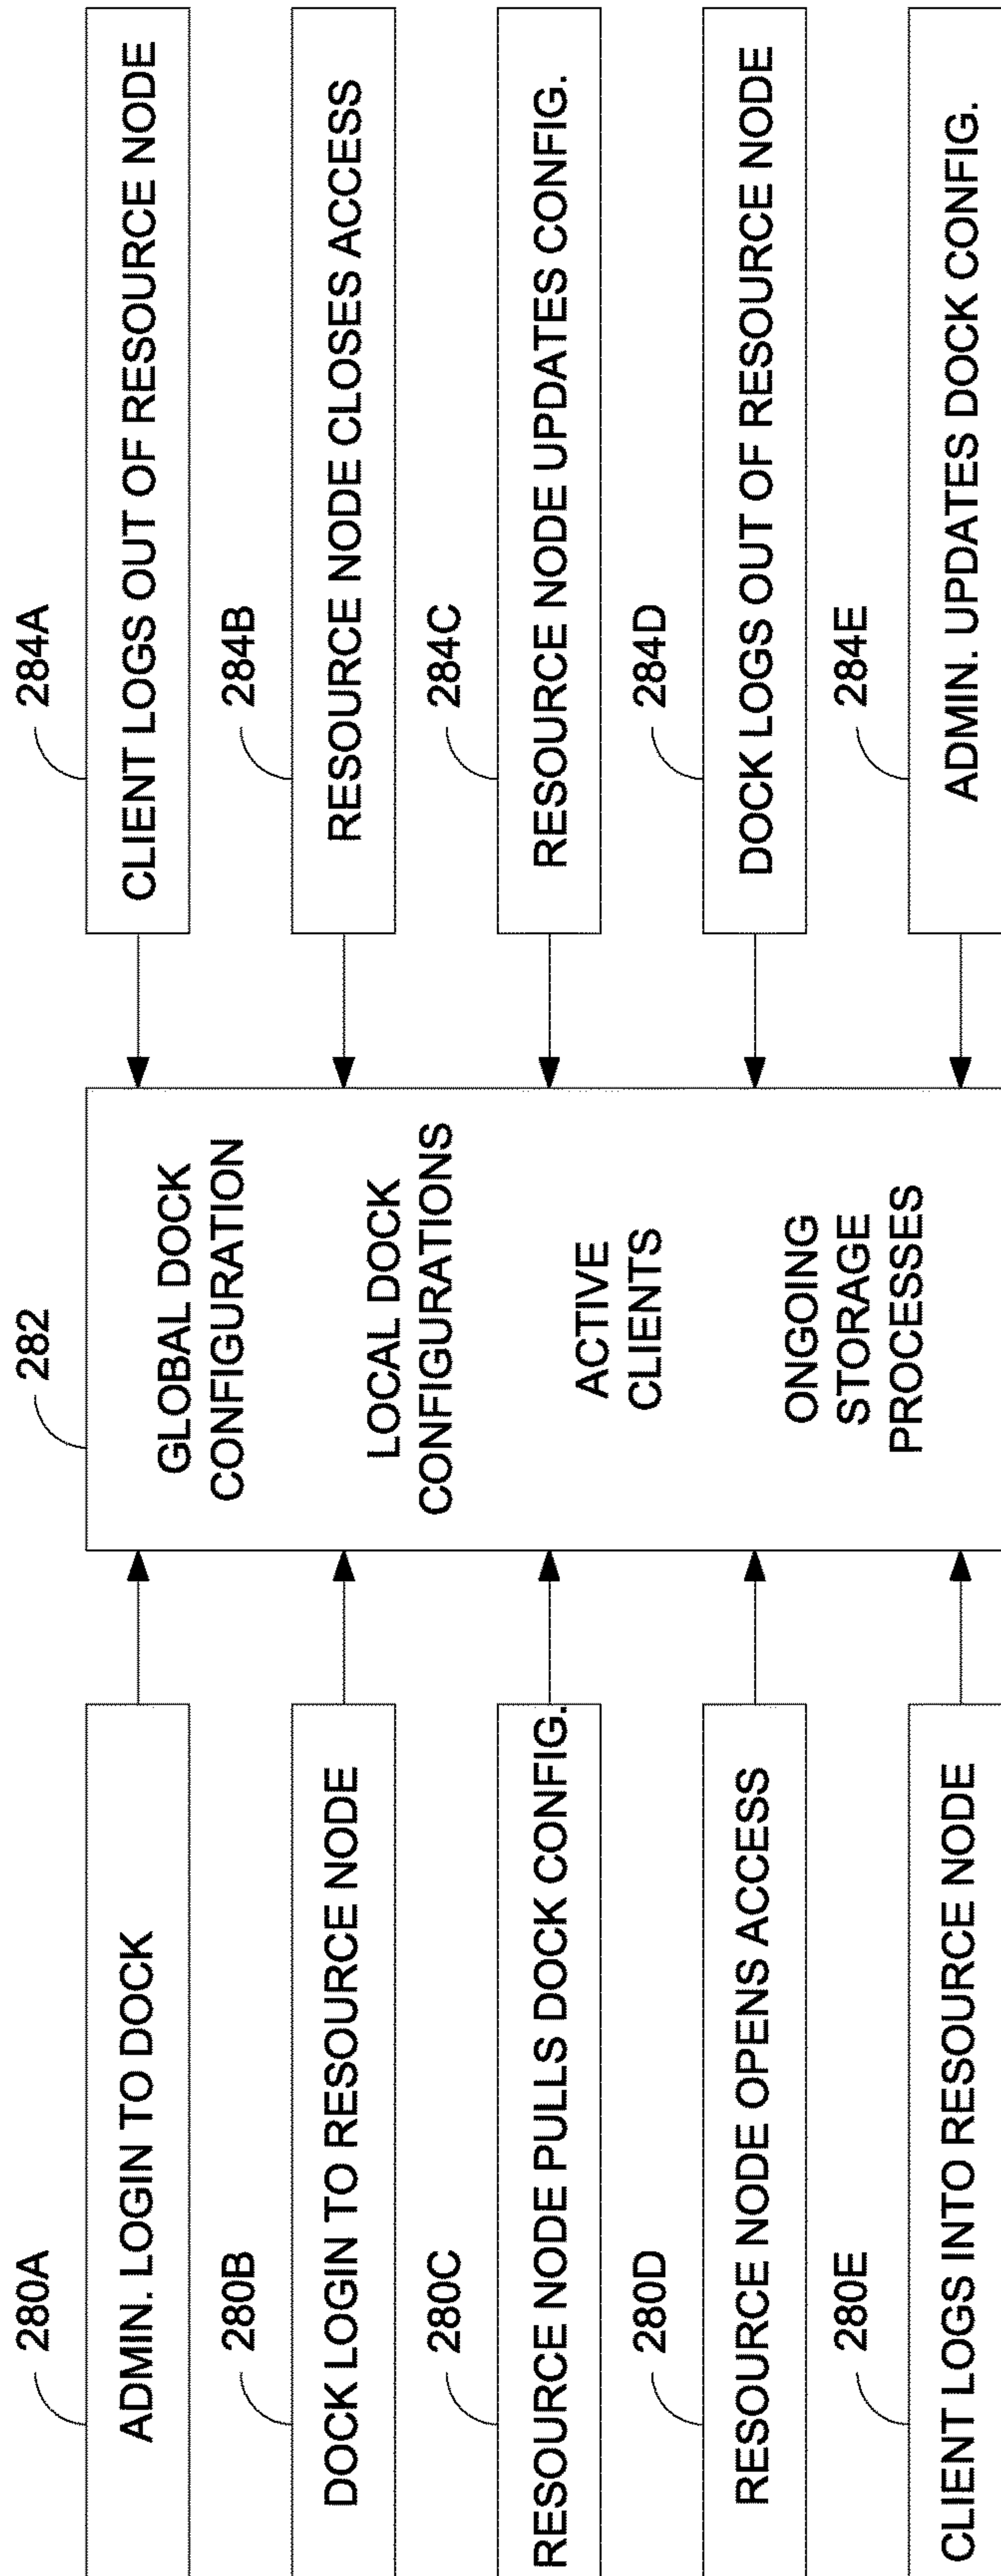 280A
ADMIN. LOGIN TO DOCK
280B
DOCK LOGIN TO RESOURCE NODE
280C
RESOURCE NODE PULLS DOCK CONFIG.
280D
RESOURCE NODE OPENS ACCESS
280E
CLIENT LOGS INTO RESOURCE NODE
282
GLOBAL DOCK
CONFIGURATION
LOCAL DOCK
CONFIGURATIONS
ACTIVE
CLIENTS
ONGOING
STORAGE
PROCESSES
284A
CLIENT LOGS OUT OF RESOURCE NODE
284B
RESOURCE NODE CLOSES ACCESS
284C
RESOURCE NODE UPDATES CONFIG.
284D
DOCK LOGS OUT OF RESOURCE NODE
284E
ADMIN. UPDATES DOCK CONFIG.